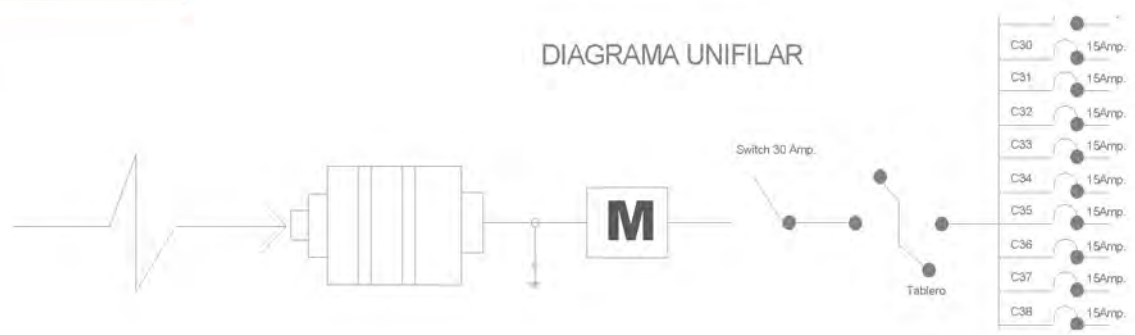 DIAGRAMA UNIFILAR
C30 15Amp.
C31 15Amp.
C32 15Amp.
Switch 30 Amp.
C33 15Amp.
C34 15Amp.
M
C35 15Amp.
C36 15Amp.
C37 15Amp.
Tablero
C38 15Amp.